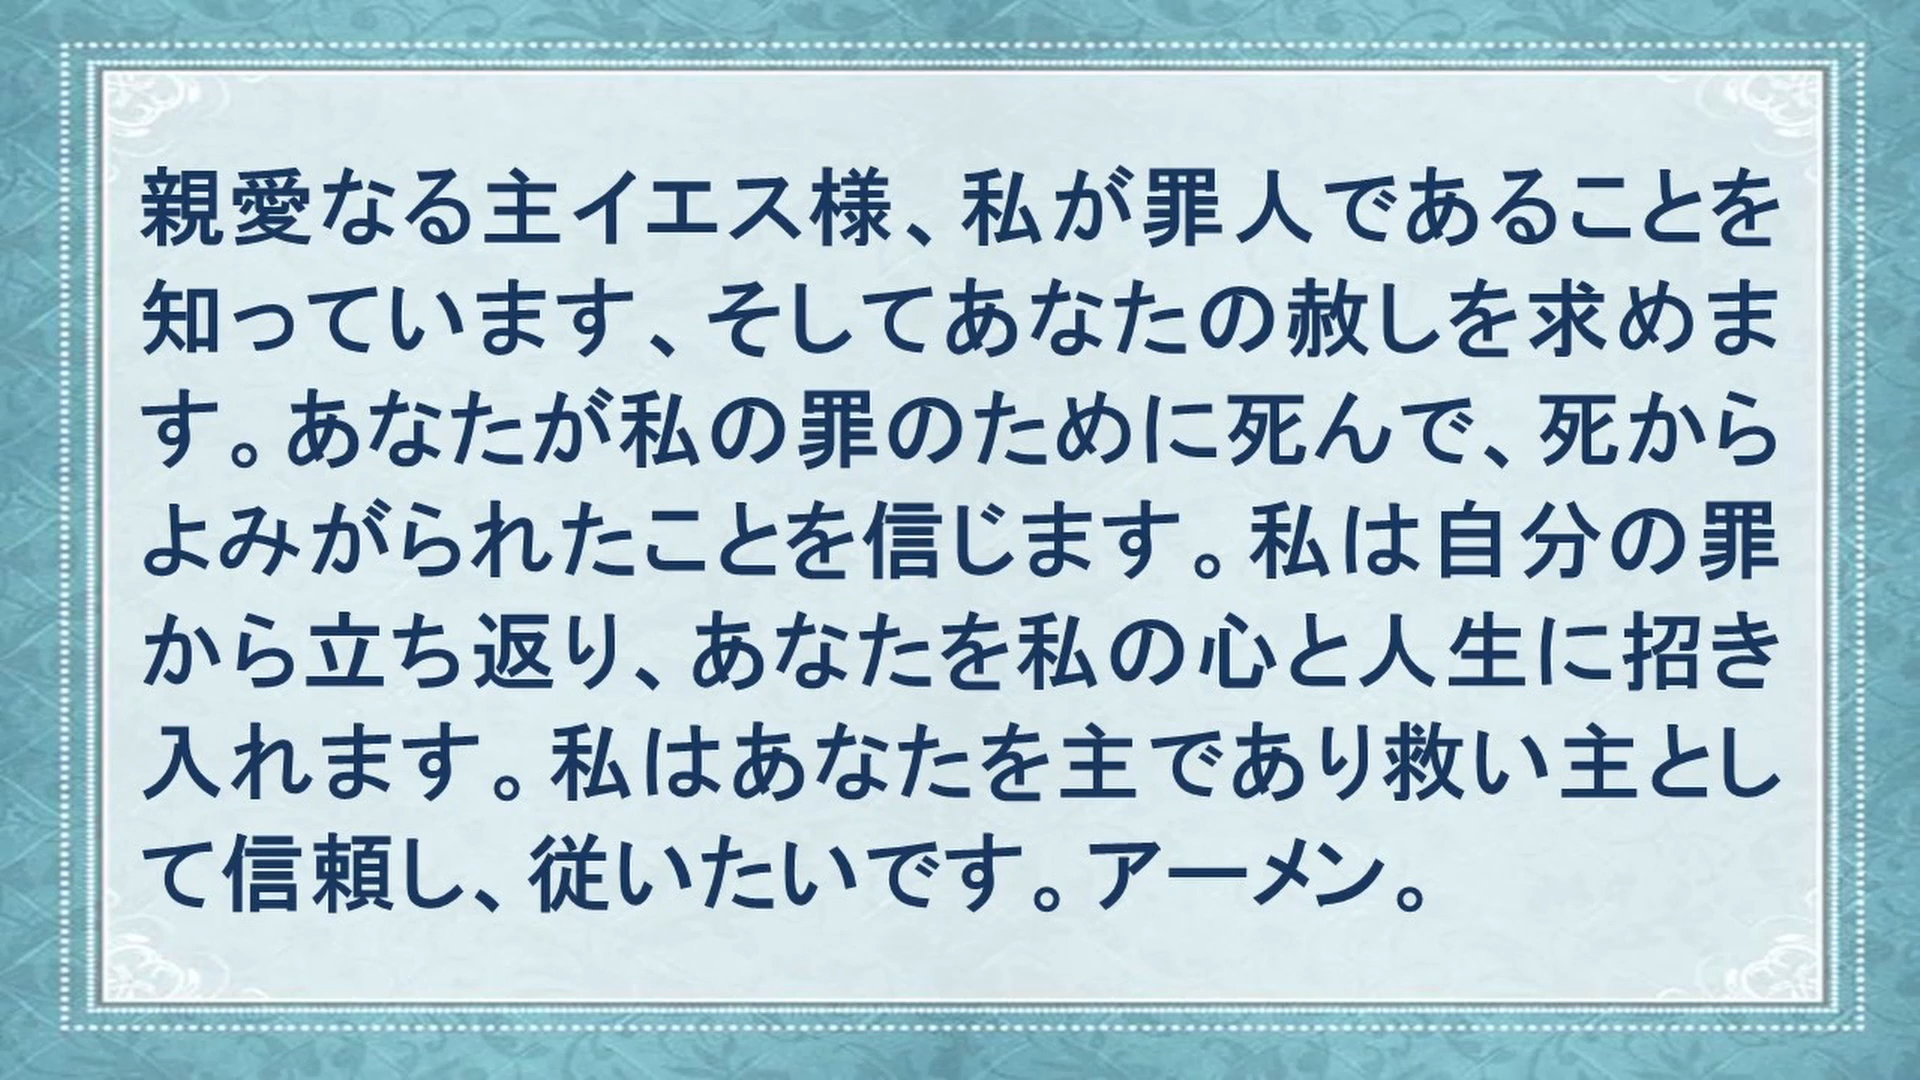 親愛なる主イエス様、私が罪人であることを
知っています、そしてあなたの赦しを求めま
す。あなたが私の罪のために死んで、死から
よみがられたことを信じます。私は自分の罪
から立ち返り、あなたを私の心と人生に招き
入れます。私はあなたを主であり救い主とし
て信頼し、従いたいです。アーメン。